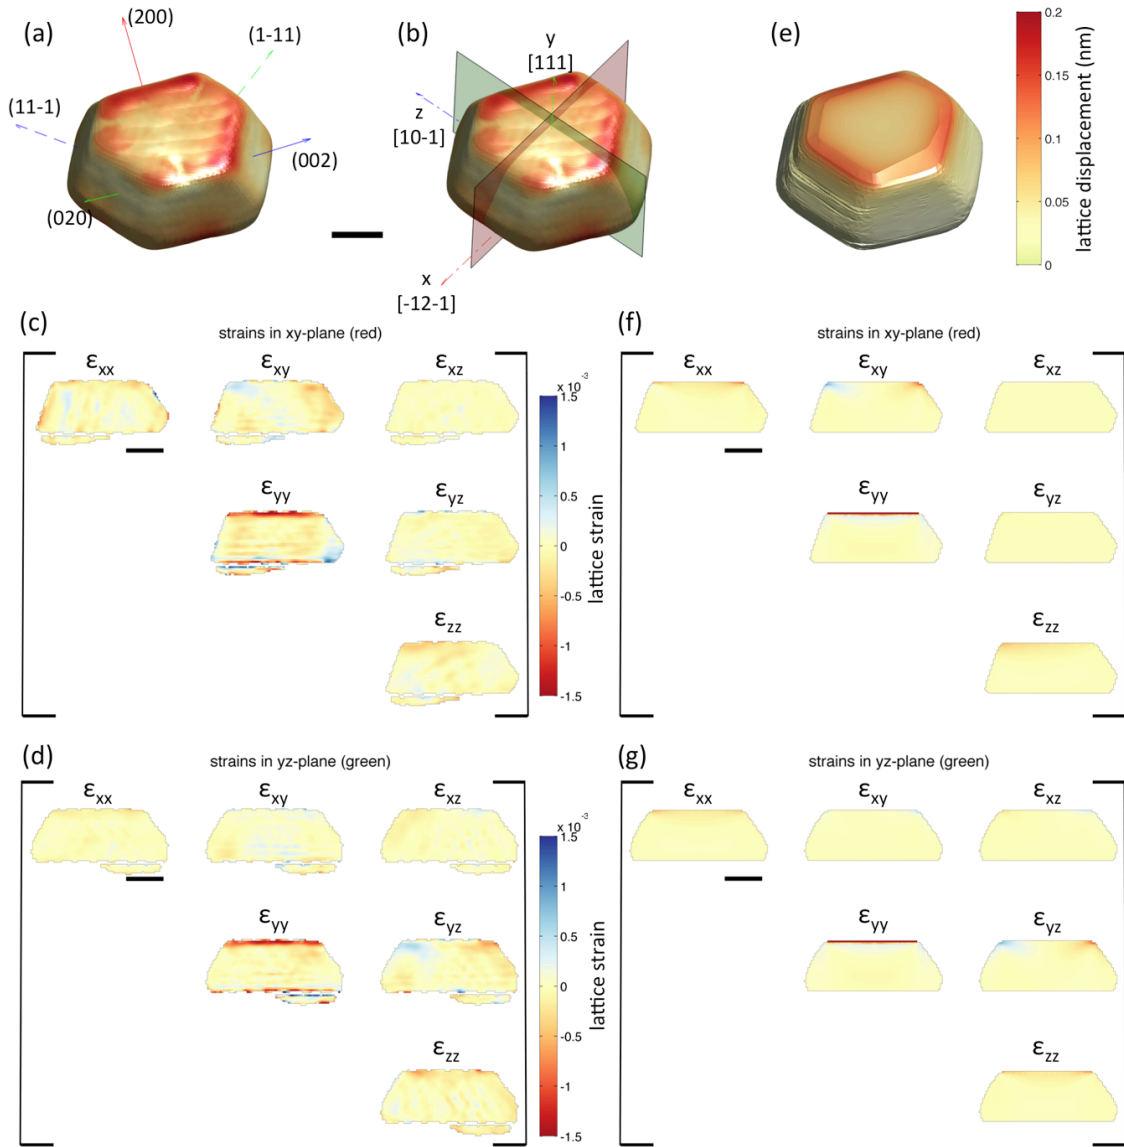 (a)
(200)
(1-11)
(11-1)
(002)
(020)
(b)
y
[111]
z
[10-1]
x
[-12-1]
(e)
0.2
0.15
0.1
0.05
0
lattice displacement (nm)
(c)
strains in xy-plane (red)
εxx
εxy
εxz
εyy
εyz
εzz
x 10⁻³
1.5
1
0.5
0
-0.5
-1
-1.5
lattice strain
(f)
strains in xy-plane (red)
εxx
εxy
εxz
εyy
εyz
εzz
(d)
strains in yz-plane (green)
εxx
εxy
εxz
εyy
εyz
εzz
x 10⁻³
1.5
1
0.5
0
-0.5
-1
-1.5
lattice strain
(g)
strains in yz-plane (green)
εxx
εxy
εxz
εyy
εyz
εzz